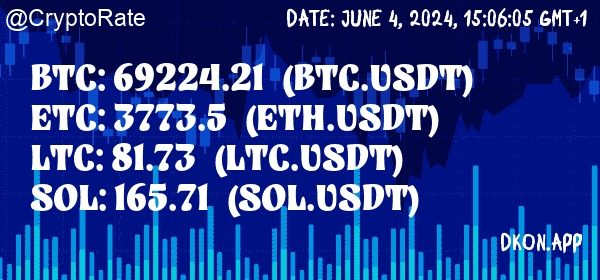 @CryptoRate
DATE: JUNE 4, 2024, 15:06:05 GMT+1
BTC: 69224.21 (BTC.USDT)
ETC: 3773.5 (ETH.USDT)
LTC: 81.73 (LTC.USDT)
SOL: 165.71 (SOL.USDT)
DKON.APP